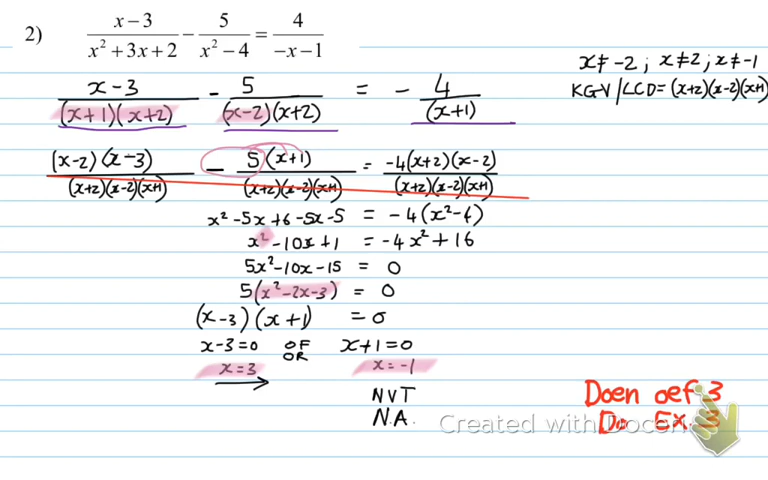 2) (x − 3)/(x² + 3x + 2) − 5/(x² − 4) = 4/(−x − 1)
x ≠ -2 ; x ≠ 2 ; x ≠ -1
(x - 3)/((x+1)(x+2)) - 5/((x-2)(x+2)) = - 4/(x+1)
KGV/LCD = (x+2)(x-2)(x+1)
(x-2)(x-3)/((x+2)(x-2)(x+1)) - 5(x+1)/((x+2)(x-2)(x+1)) = -4(x+2)(x-2)/((x+2)(x-2)(x+1))
x² - 5x + 6 - 5x - 5 = -4(x² - 4)
x² - 10x + 1 = -4x² + 16
5x² - 10x - 15 = 0
5(x² - 2x - 3) = 0
(x - 3)(x + 1) = 0
x - 3 = 0 OF x + 1 = 0
OR
x = 3 x = -1
NVT
N.A.
Doen oef 3
Do Ex 3
Created with Doceri